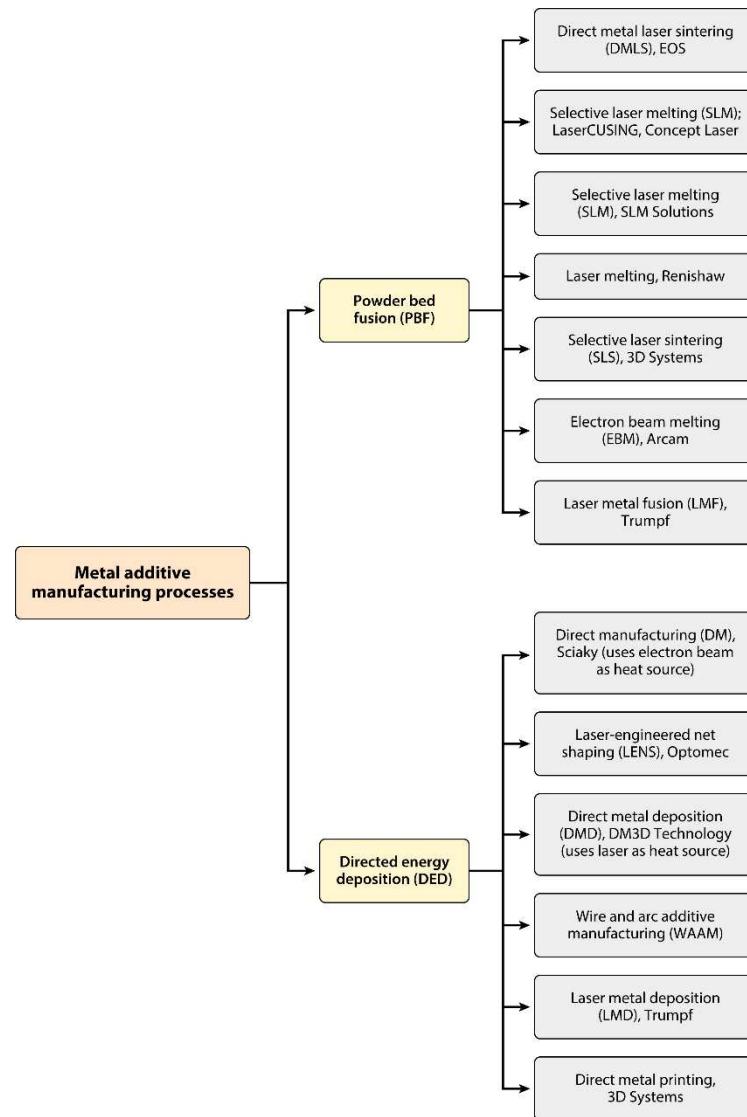 Direct metal laser sintering
(DMLS), EOS
Selective laser melting (SLM);
LaserCUSING, Concept Laser
Selective laser melting
(SLM), SLM Solutions
Laser melting, Renishaw
Powder bed
fusion (PBF)
Selective laser sintering
(SLS), 3D Systems
Electron beam melting
(EBM), Arcam
Laser metal fusion (LMF),
Trumpf
Metal additive
manufacturing processes
Direct manufacturing (DM),
Sciaky (uses electron beam
as heat source)
Laser-engineered net
shaping (LENS), Optomec
Direct metal deposition
(DMD), DM3D Technology
(uses laser as heat source)
Directed energy
deposition (DED)
Wire and arc additive
manufacturing (WAAM)
Laser metal deposition
(LMD), Trumpf
Direct metal printing,
3D Systems